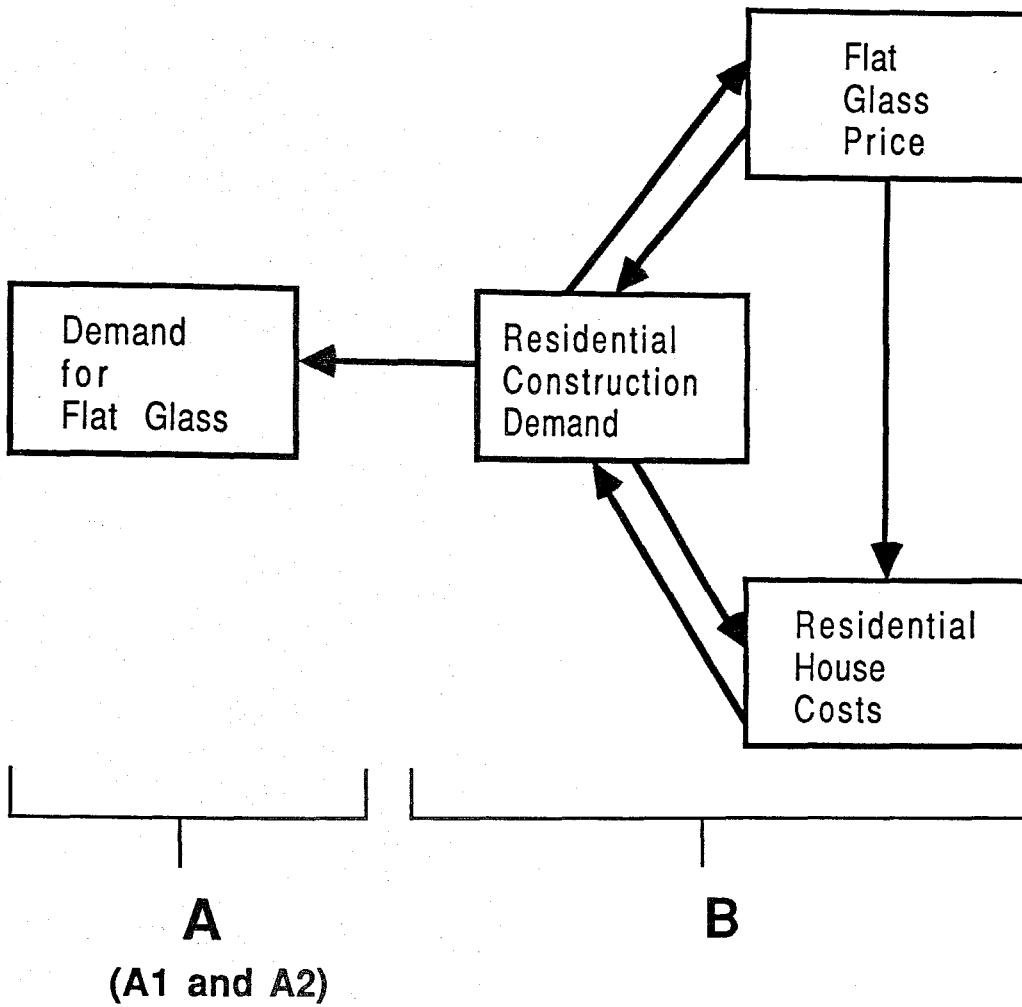 Flat
Glass
Price
Demand
for
Flat Glass
Residential
Construction
Demand
Residential
House
Costs
A
(A1 and A2)
B